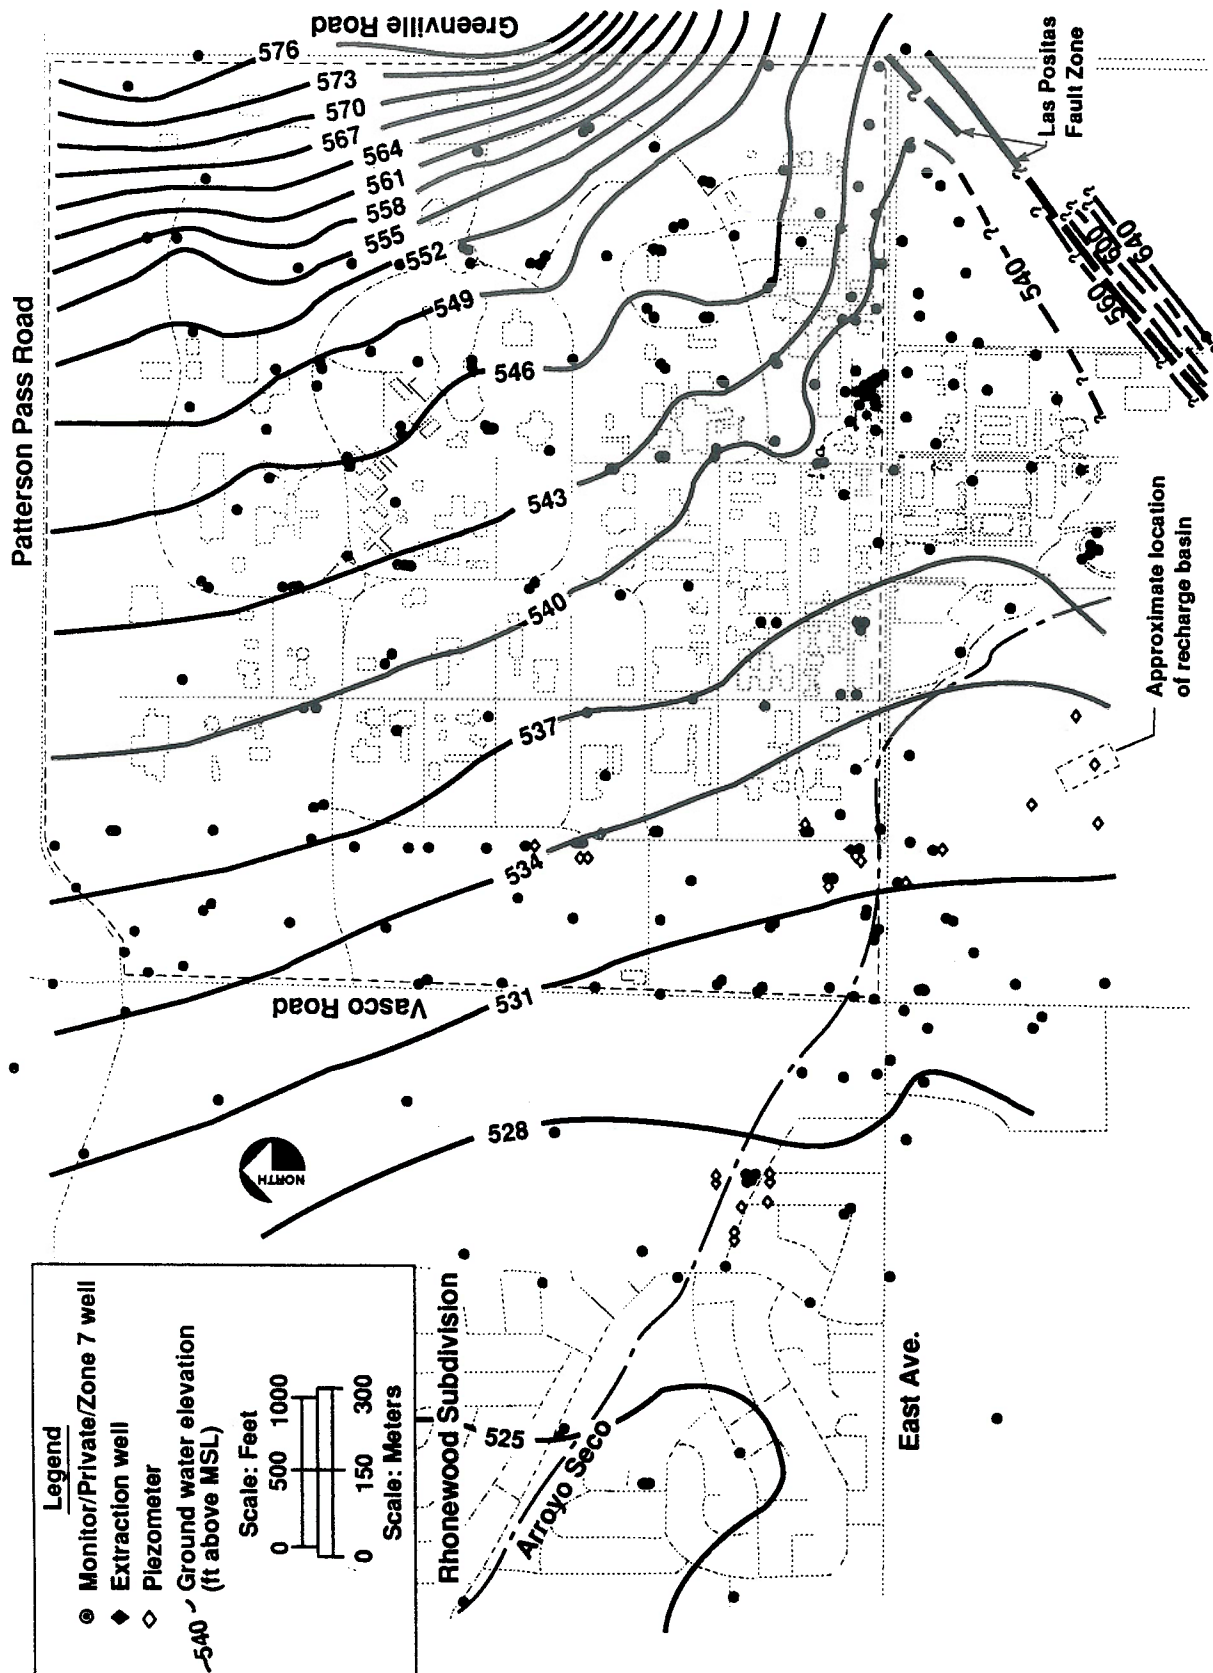 Legend
Monitor/Private/Zone 7 well
Extraction well
Piezometer
540 Ground water elevation
(ft above MSL)
Scale: Feet
0 500 1000
0 150 300
Scale: Meters
Patterson Pass Road
Greenville Road
Vasco Road
East Ave.
Rhonewood Subdivision
Arroyo Seco
NORTH
Las Positas
Fault Zone
Approximate location
of recharge basin
576
573
570
567
564
561
558
555
552
549
546
543
540
537
534
531
528
525
540
560
600
640
?
?
?
?
?
?
?
?
?
?
?
?